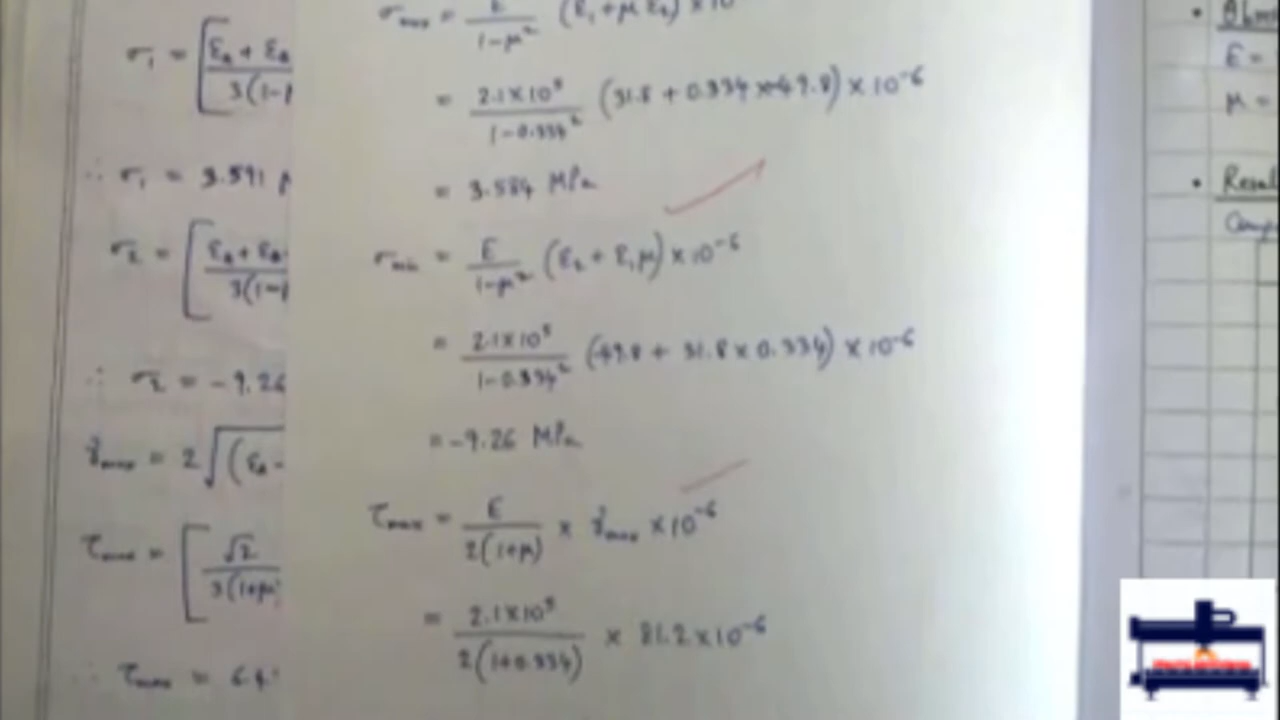 σ₁ = [ εA + εB
3(1-μ
∴ σ₁ = 3.591
σ₂ = [ εA + εB
3(1-μ
∴ σ₂ = -9.26
γmax = 2√(εA -
τmax = [ √2
3(1+μ
∴ τmax =
σmax = E/(1-μ²) (ε₁ + μ ε₂) × 10
= 2.1×10⁵/(1-0.334²) (31.8 + 0.334 × -49.8) × 10⁻⁶
= 3.584 MPa
σmin = E/(1-μ²) (ε₂ + ε₁μ) × 10⁻⁶
= 2.1×10⁵/(1-0.334²) (-49.8 + 31.8 × 0.334) × 10⁻⁶
= -9.26 MPa
τmax = E/2(1+μ) × γmax × 10⁻⁶
= 2.1×10⁵/2(1+0.334) × 81.2×10⁻⁶
E =
μ =